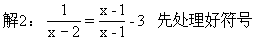 解2： 1/(x－2) = (x-1)/(x-1) - 3 先处理好符号